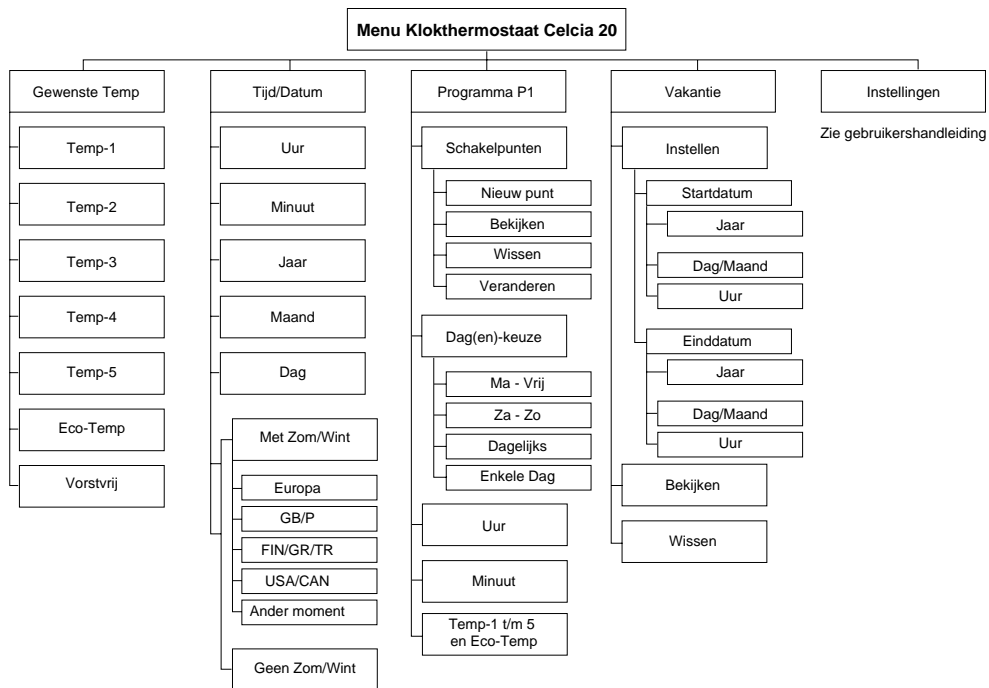 Menu Klokthermostaat Celcia 20
Gewenste Temp
Temp-1
Temp-2
Temp-3
Temp-4
Temp-5
Eco-Temp
Vorstvrij
Tijd/Datum
Uur
Minuut
Jaar
Maand
Dag
Met Zom/Wint
Europa
GB/P
FIN/GR/TR
USA/CAN
Ander moment
Geen Zom/Wint
Programma P1
Schakelpunten
Nieuw punt
Bekijken
Wissen
Veranderen
Dag(en)-keuze
Ma - Vrij
Za - Zo
Dagelijks
Enkele Dag
Uur
Minuut
Temp-1 t/m 5
en Eco-Temp
Vakantie
Instellen
Startdatum
Jaar
Dag/Maand
Uur
Einddatum
Jaar
Dag/Maand
Uur
Bekijken
Wissen
Instellingen
Zie gebruikershandleiding